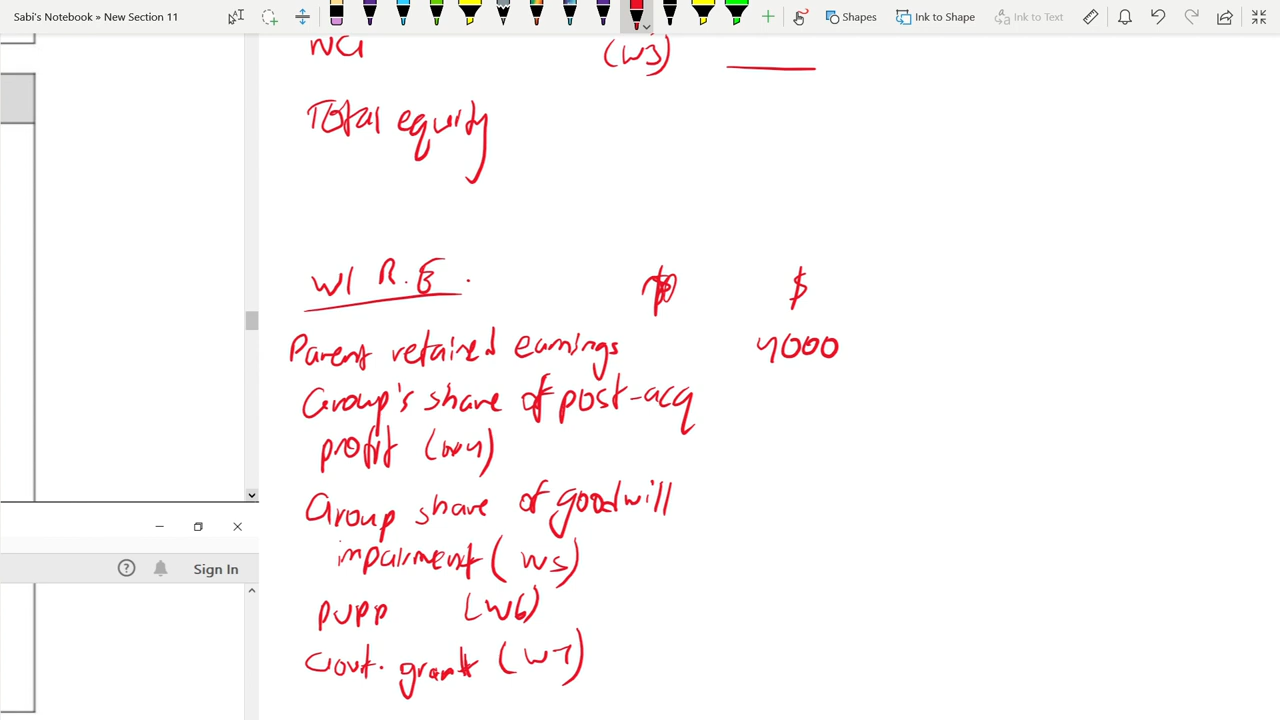 Sabi's Notebook » New Section 11
Shapes
Ink to Shape
Ink to Text
NCI (W3)
Total equity
W1 R.E.
$ $
Parent retained earnings 4000
Group's share of post-acq
profit (W4)
Group share of goodwill
impairment (W5)
PUPP (W6)
Govt. grant (W7)
Sign In